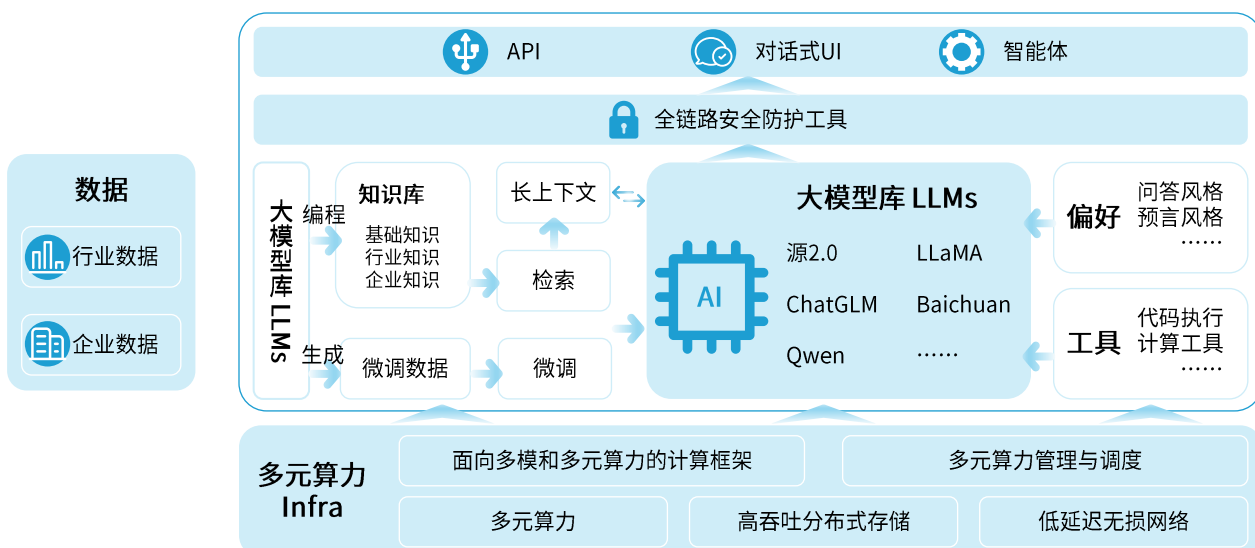 API
对话式UI
智能体
全链路安全防护工具
数据
行业数据
企业数据
大模型库 LLMs
编程
生成
知识库
基础知识
行业知识
企业知识
长上下文
检索
微调数据
微调
大模型库 LLMs
AI
源2.0
LLaMA
ChatGLM
Baichuan
Qwen
……
偏好
问答风格
预言风格
……
工具
代码执行
计算工具
……
多元算力
Infra
面向多模和多元算力的计算框架
多元算力管理与调度
多元算力
高吞吐分布式存储
低延迟无损网络